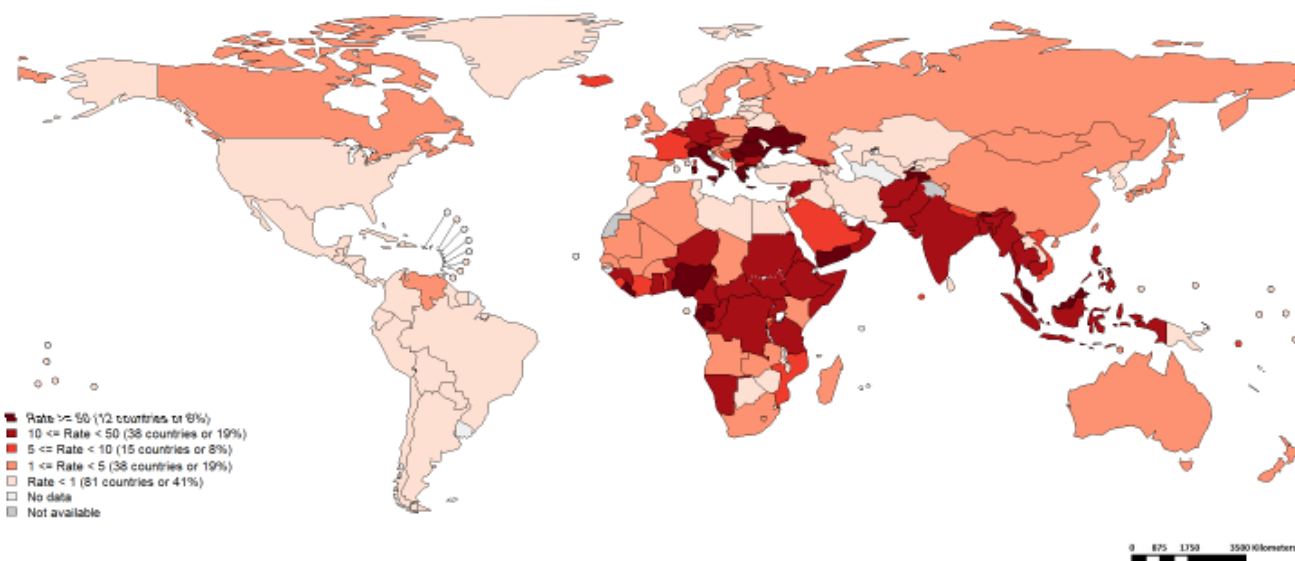 Rate >= 50 (12 countries or 6%)
10 <= Rate < 50 (38 countries or 19%)
5 <= Rate < 10 (15 countries or 8%)
1 <= Rate < 5 (38 countries or 19%)
Rate < 1 (81 countries or 41%)
No data
Not available
0 875 1750 3500 Kilometers